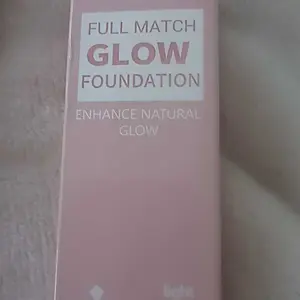 FULL MATCH
GLOW
FOUNDATION
ENHANCE NATURAL
GLOW